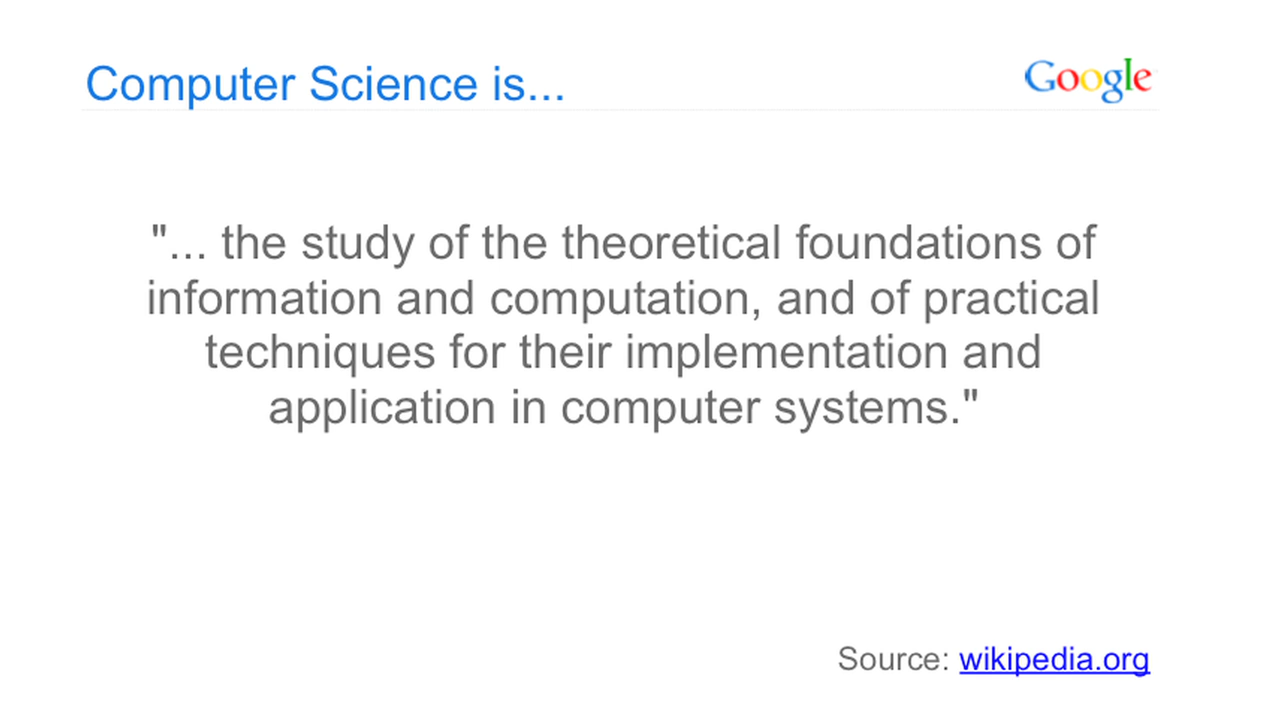 Computer Science is...
Google
"... the study of the theoretical foundations of
information and computation, and of practical
techniques for their implementation and
application in computer systems."
Source: wikipedia.org